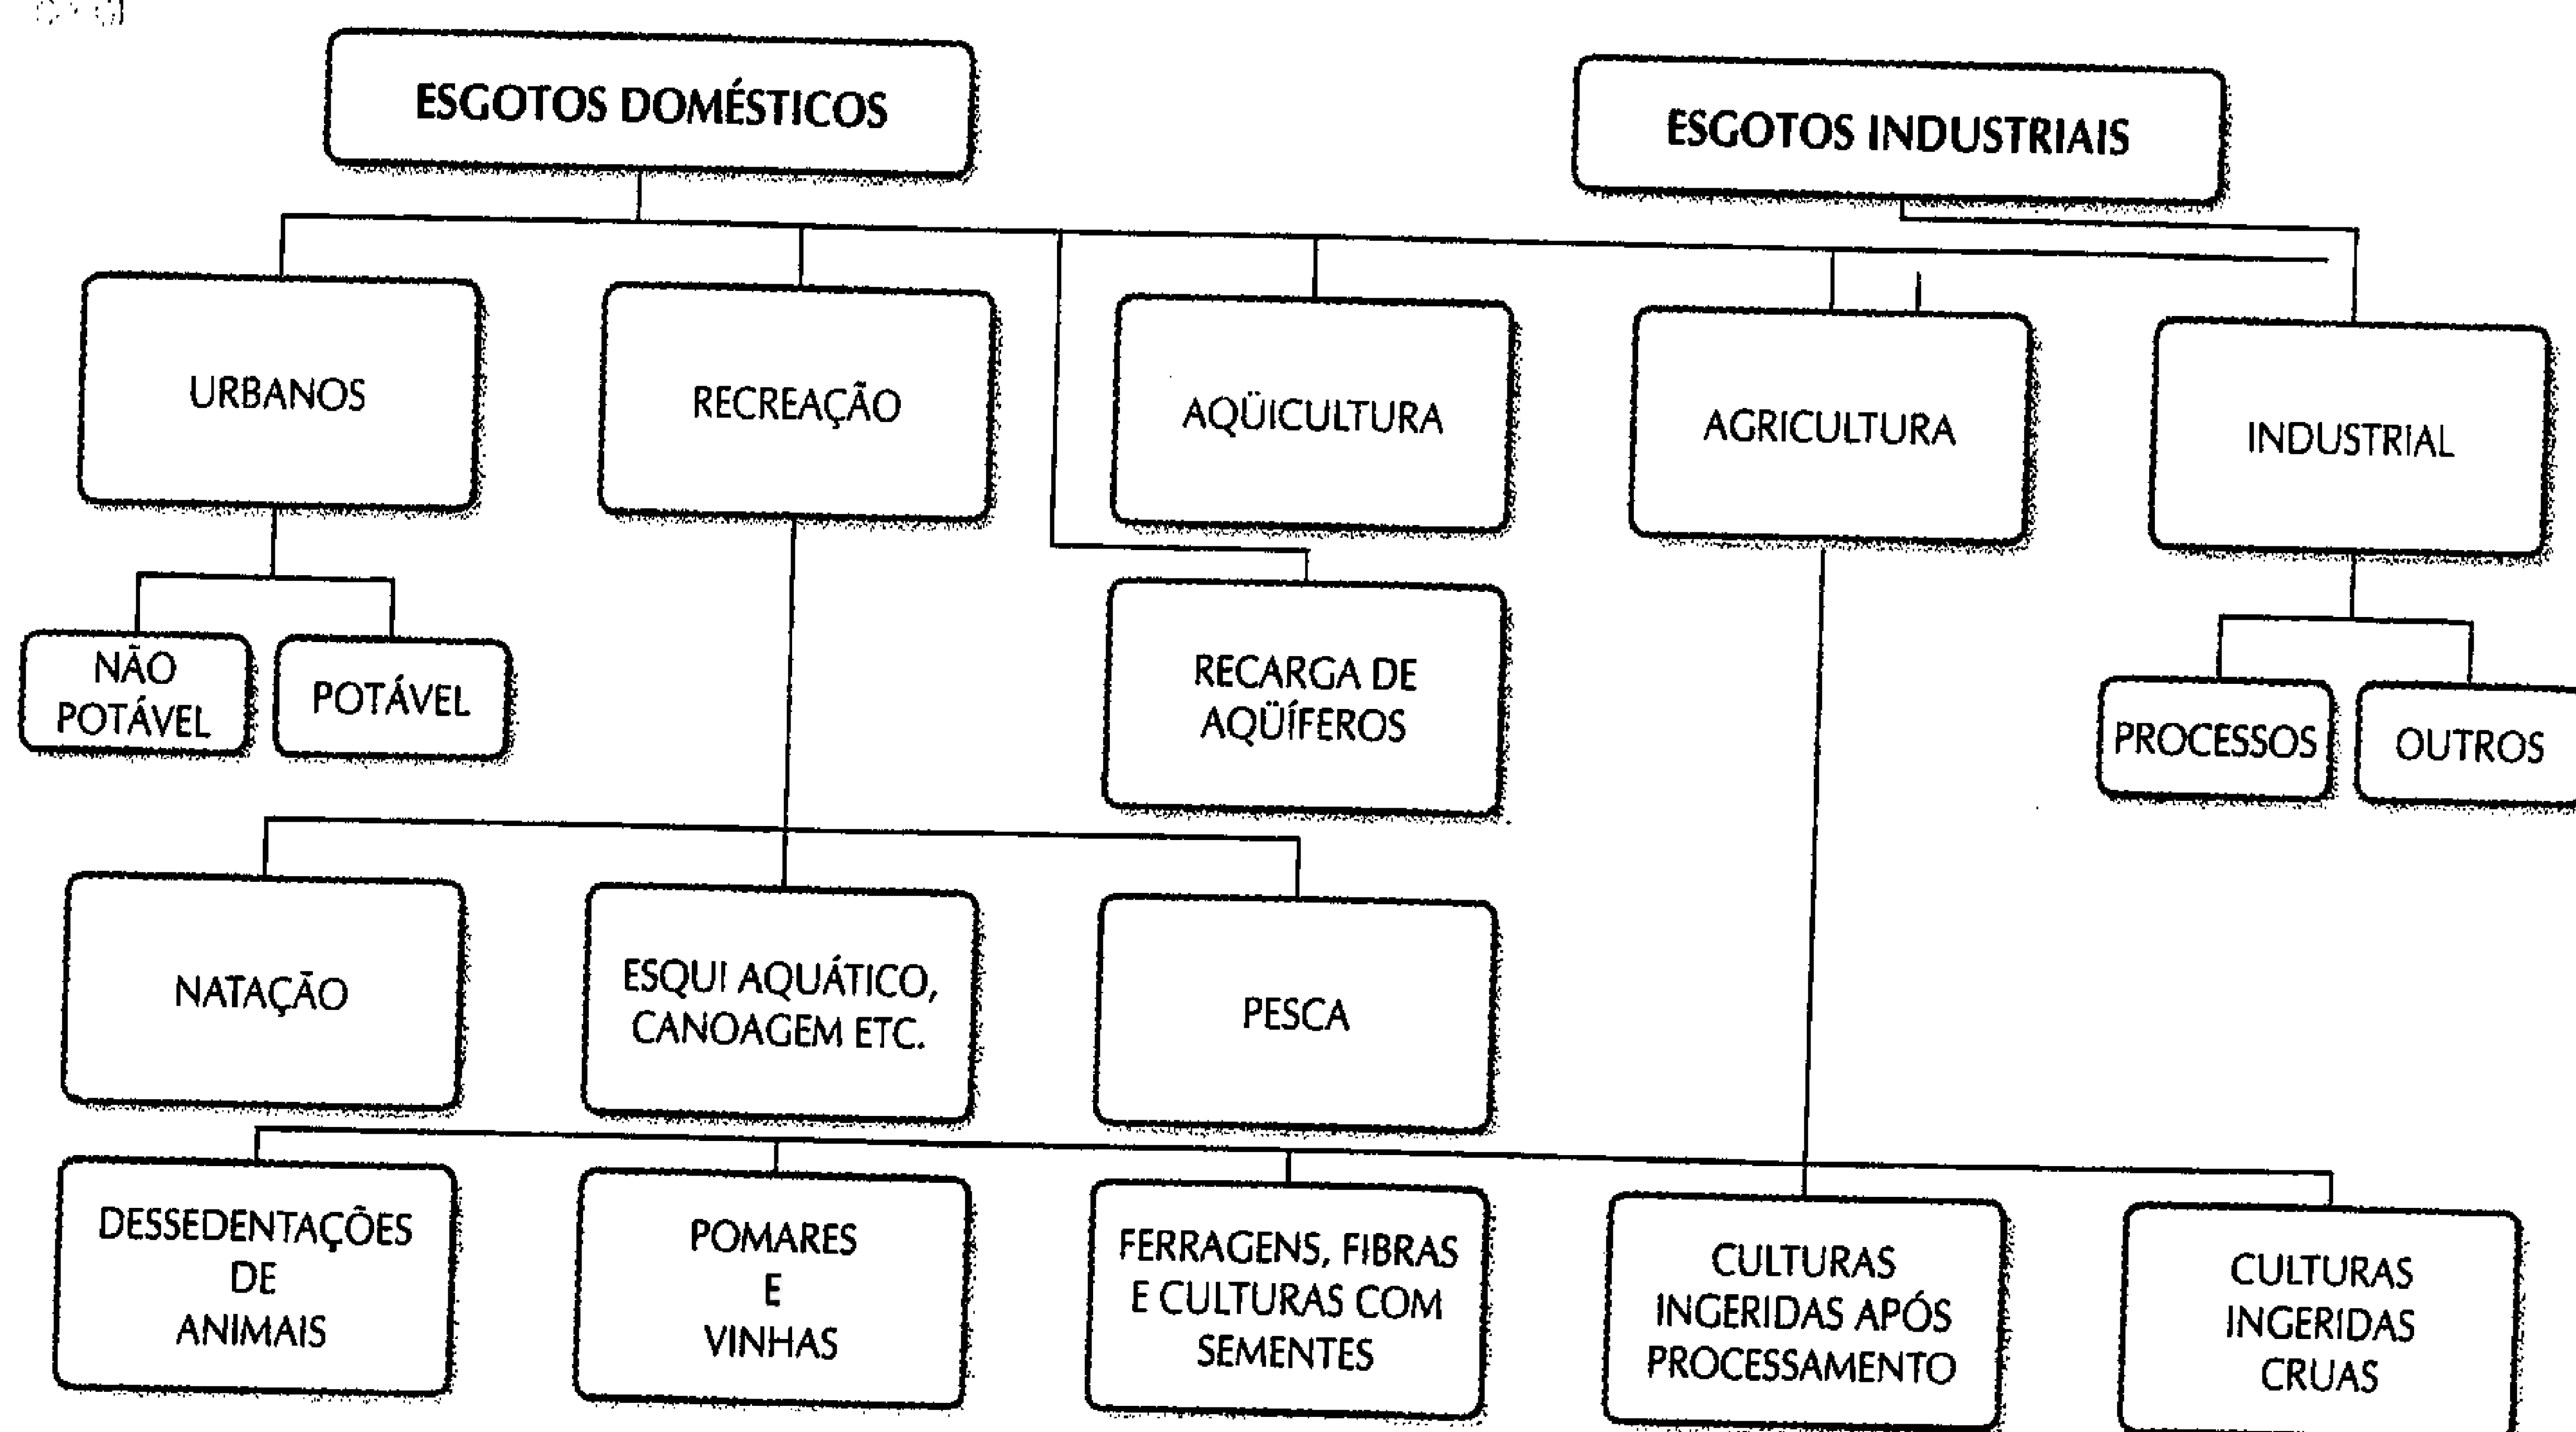 ESGOTOS DOMÉSTICOS
ESGOTOS INDUSTRIAIS
URBANOS
RECREAÇÃO
AQÜICULTURA
AGRICULTURA
INDUSTRIAL
NÃO
POTÁVEL
POTÁVEL
RECARGA DE
AQÜÍFEROS
PROCESSOS
OUTROS
NATAÇÃO
ESQUI AQUÁTICO,
CANOAGEM ETC.
PESCA
DESSEDENTAÇÕES
DE
ANIMAIS
POMARES
E
VINHAS
FERRAGENS, FIBRAS
E CULTURAS COM
SEMENTES
CULTURAS
INGERIDAS APÓS
PROCESSAMENTO
CULTURAS
INGERIDAS
CRUAS